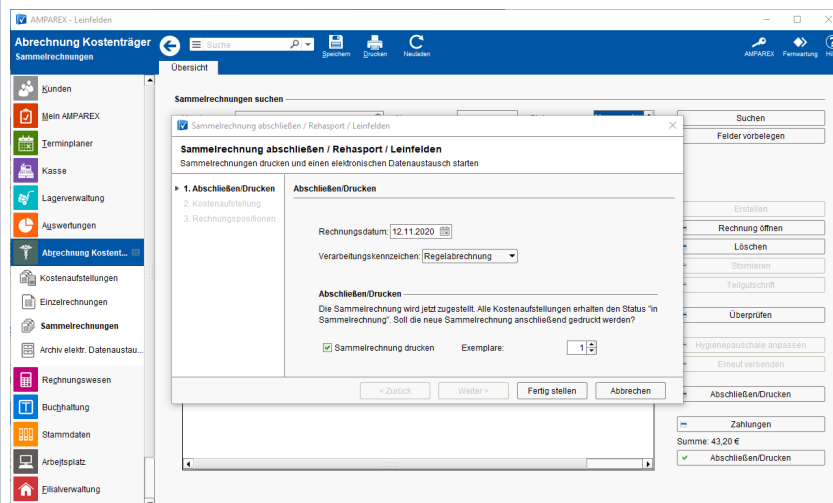 AMPAREX - Leinfelden
Abrechnung Kostenträger
Sammelrechnungen
Suche
Speichern
Drucken
Neuladen
AMPAREX
Fernwartung
Übersicht
Kunden
Mein AMPAREX
Terminplaner
Kasse
Lagerverwaltung
Auswertungen
Abrechnung Kostent...
Kostenaufstellungen
Einzelrechnungen
Sammelrechnungen
Archiv elektr. Datenaustau...
Rechnungswesen
Buchhaltung
Stammdaten
Arbeitsplatz
Filialverwaltung
Sammelrechnungen suchen
Sammelrechnung abschließen / Rehasport / Leinfelden
Sammelrechnung abschließen / Rehasport / Leinfelden
Sammelrechnungen drucken und einen elektronischen Datenaustausch starten
1. Abschließen/Drucken
2. Kostenaufstellung
3. Rechnungspositionen
Abschließen/Drucken
Rechnungsdatum: 12.11.2020
Verarbeitungskennzeichen: Regelabrechnung
Abschließen/Drucken
Die Sammelrechnung wird jetzt zugestellt. Alle Kostenaufstellungen erhalten den Status "in
Sammelrechnung". Soll die neue Sammelrechnung anschließend gedruckt werden?
Sammelrechnung drucken Exemplare: 1
< Zurück Weiter > Fertig stellen Abbrechen
Suchen
Felder vorbelegen
Erstellen
Rechnung öffnen
Löschen
Stornieren
Teilgutschrift
Überprüfen
Hygienepauschale anpassen
Erneut versenden
Abschließen/Drucken
Zahlungen
Summe: 43,20 €
Abschließen/Drucken